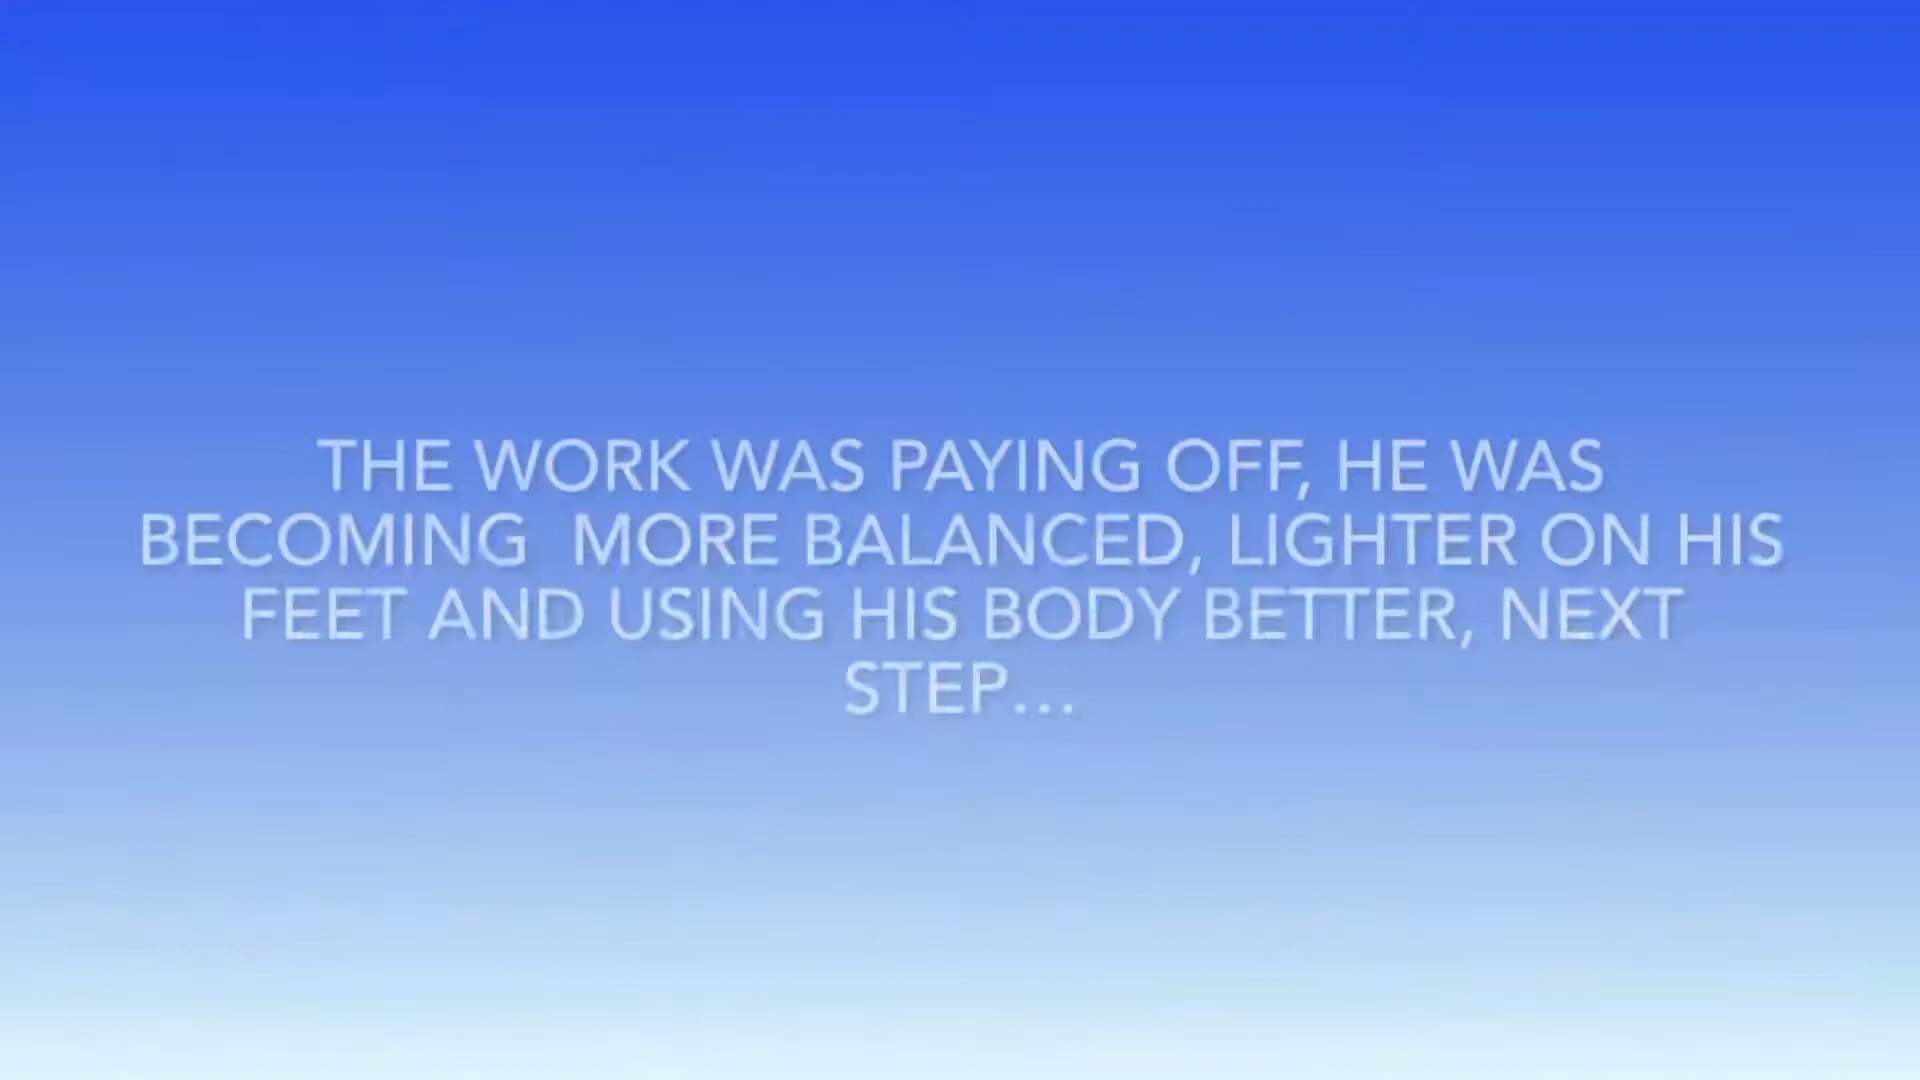 THE WORK WAS PAYING OFF, HE WAS
BECOMING  MORE BALANCED, LIGHTER ON HIS
FEET AND USING HIS BODY BETTER, NEXT
STEP...